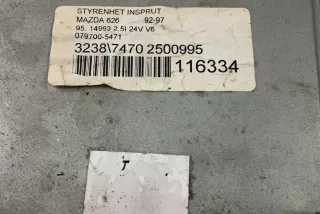 STYRENHET INSPRUT
MAZDA 626 92-97
95. 14993 2.5I 24V V6
079700-5471
3238\7470 2500995
116334
T